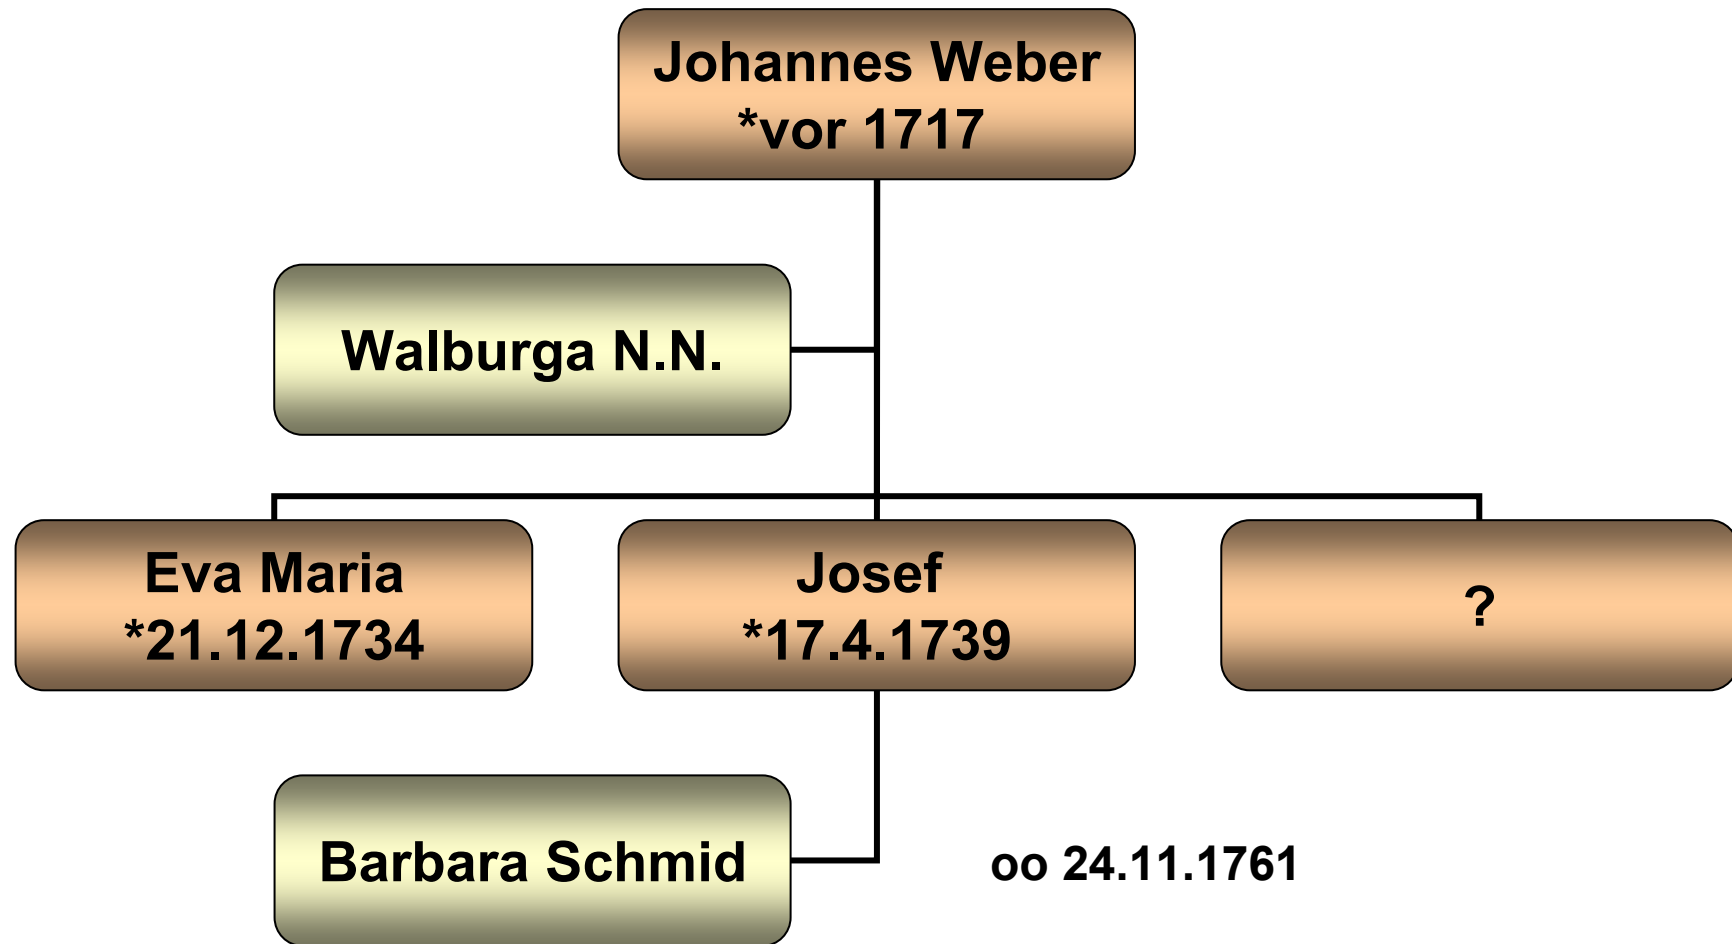 Johannes Weber
*vor 1717
Walburga N.N.
Eva Maria
*21.12.1734
Josef
*17.4.1739
?
Barbara Schmid
oo 24.11.1761